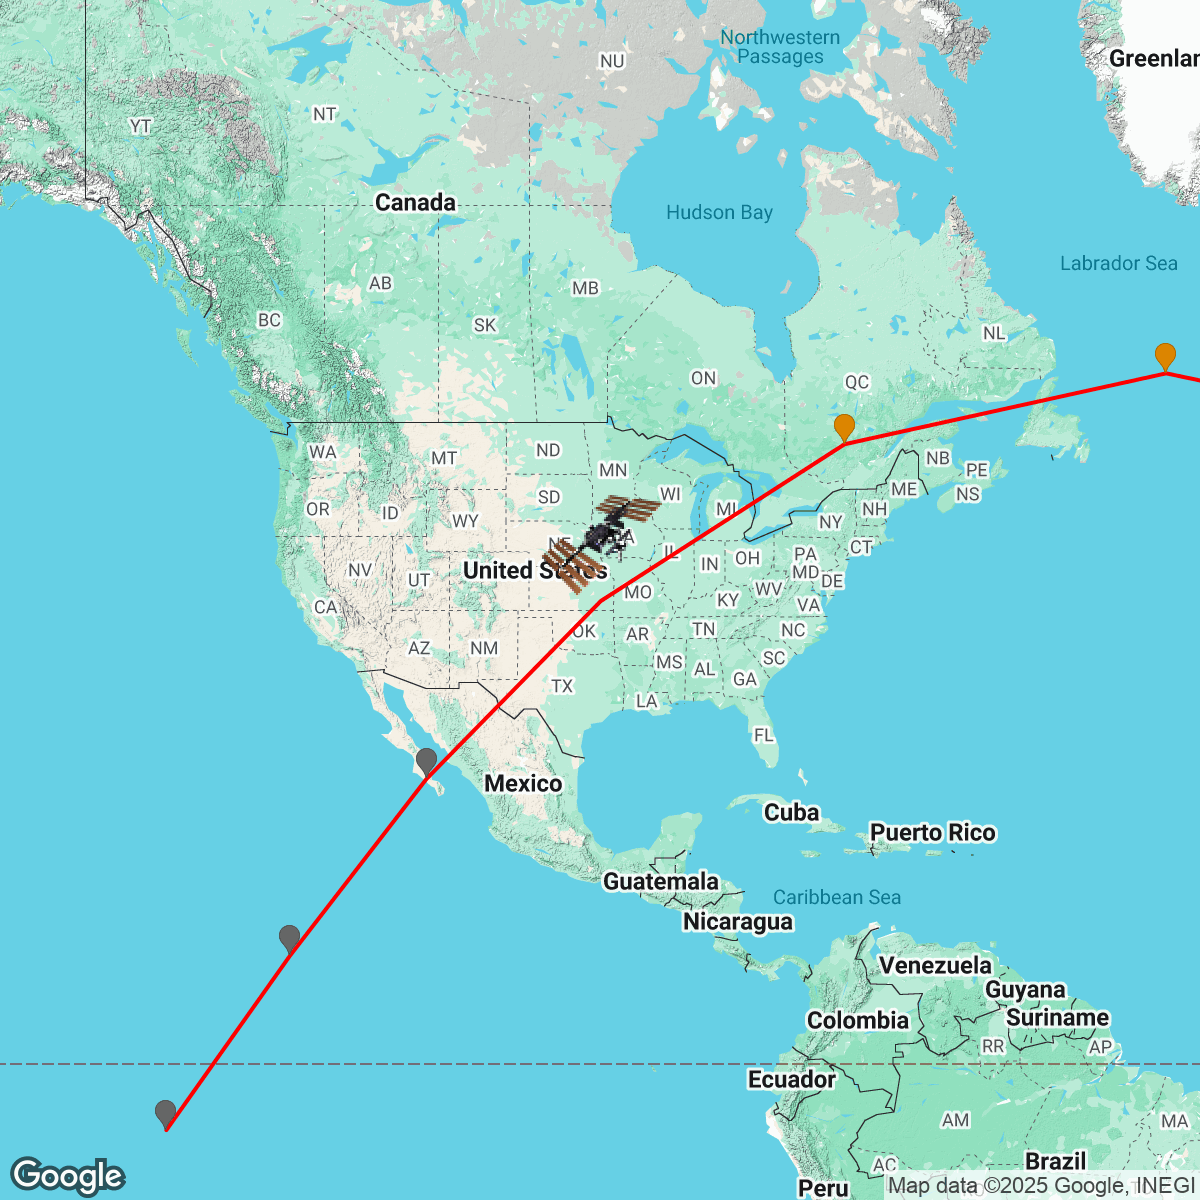 Northwestern
Passages
Greenlan
NU
NT
YT
Canada
Hudson Bay
Labrador Sea
AB
MB
BC
SK
NL
ON
QC
WA
MT
ND
MN
NB
PE
NS
ME
SD
WI
MI
OR
ID
WY
NH
NY
CT
NE
IA
IL
IN
OH
PA
MD
DE
NV
UT
United States
MO
KY
WV
VA
CA
AZ
NM
OK
AR
TN
NC
MS
AL
SC
GA
TX
LA
FL
Mexico
Cuba
Puerto Rico
Guatemala
Caribbean Sea
Nicaragua
Venezuela
Guyana
Suriname
Colombia
RR
AP
Ecuador
AM
MA
AC
Brazil
Peru
Google
Map data ©2025 Google, INEGI